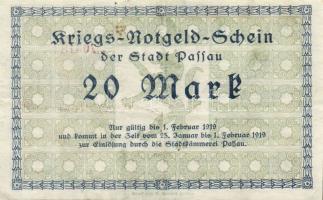 Kriegs-Notgeld-Schein
der Stadt Passau
20 Mark
Nur gültig bis 1. Februar 1919
und kommt in der Zeit vom 25. Januar bis 1. Februar 1919
zur Einlösung durch die Stadtkämmerei Passau.